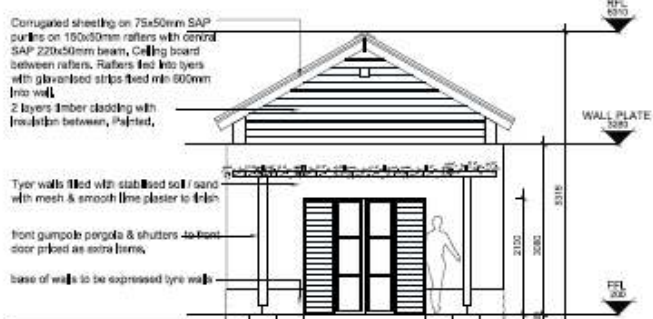 Corrugated sheeting on 75x50mm SAP
purlins on 150x50mm rafters with central
SAP 220x50mm beam. Ceiling board
between rafters. Rafters tied into tyers
with glavanised strips fixed min 600mm
into wall.
2 layers timber cladding with
insulation between. Painted.
Tyer walls filled with stabilised soil / sand
with mesh & smooth lime plaster to finish
front gumpole pergola & shutters to front
door priced as extra items.
base of walls to be expressed tyre walls
RFL
WALL PLATE
2100
3080
5315
FFL
200